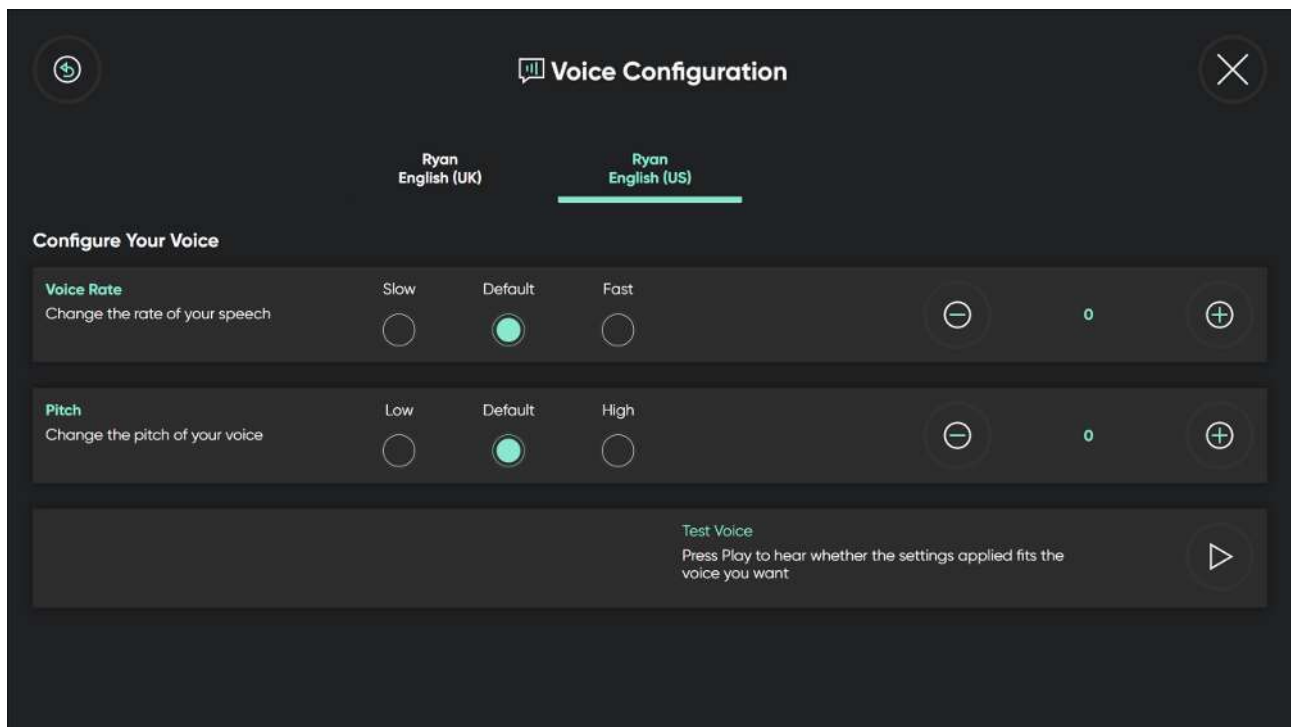 Voice Configuration
Ryan
English (UK)
Ryan
English (US)
Configure Your Voice
Voice Rate
Change the rate of your speech
Slow
Default
Fast
0
Pitch
Change the pitch of your voice
Low
Default
High
0
Test Voice
Press Play to hear whether the settings applied fits the
voice you want